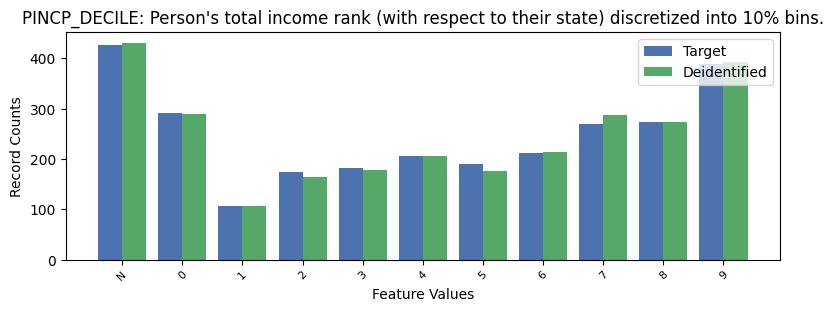 PINCP_DECILE: Person's total income rank (with respect to their state) discretized into 10% bins.
Target
Deidentified
Record Counts
400
300
200
100
0
N 0 1 2 3 4 5 6 7 8 9
Feature Values